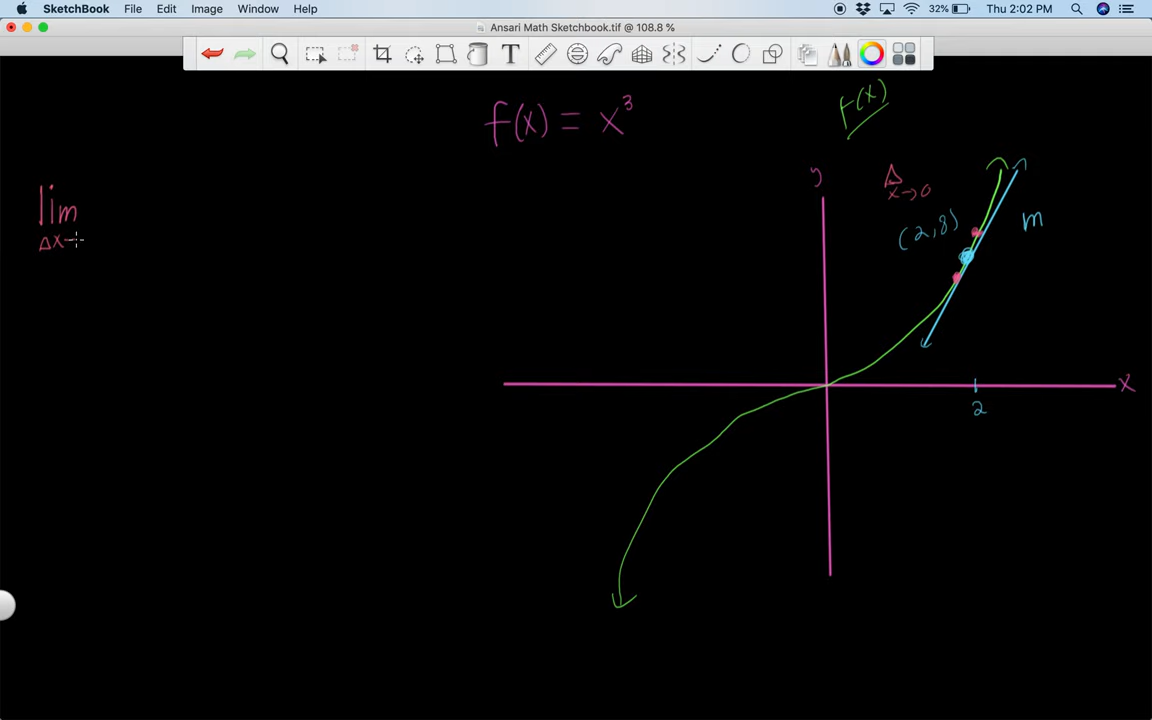 SketchBook File Edit Image Window Help 32% Thu 2:02 PM
Ansari Math Sketchbook.tif @ 108.8 %
T
f(x) = x³
f(x)
y
Δ
x→0
lim
Δx→
(2,8)
m
x
2